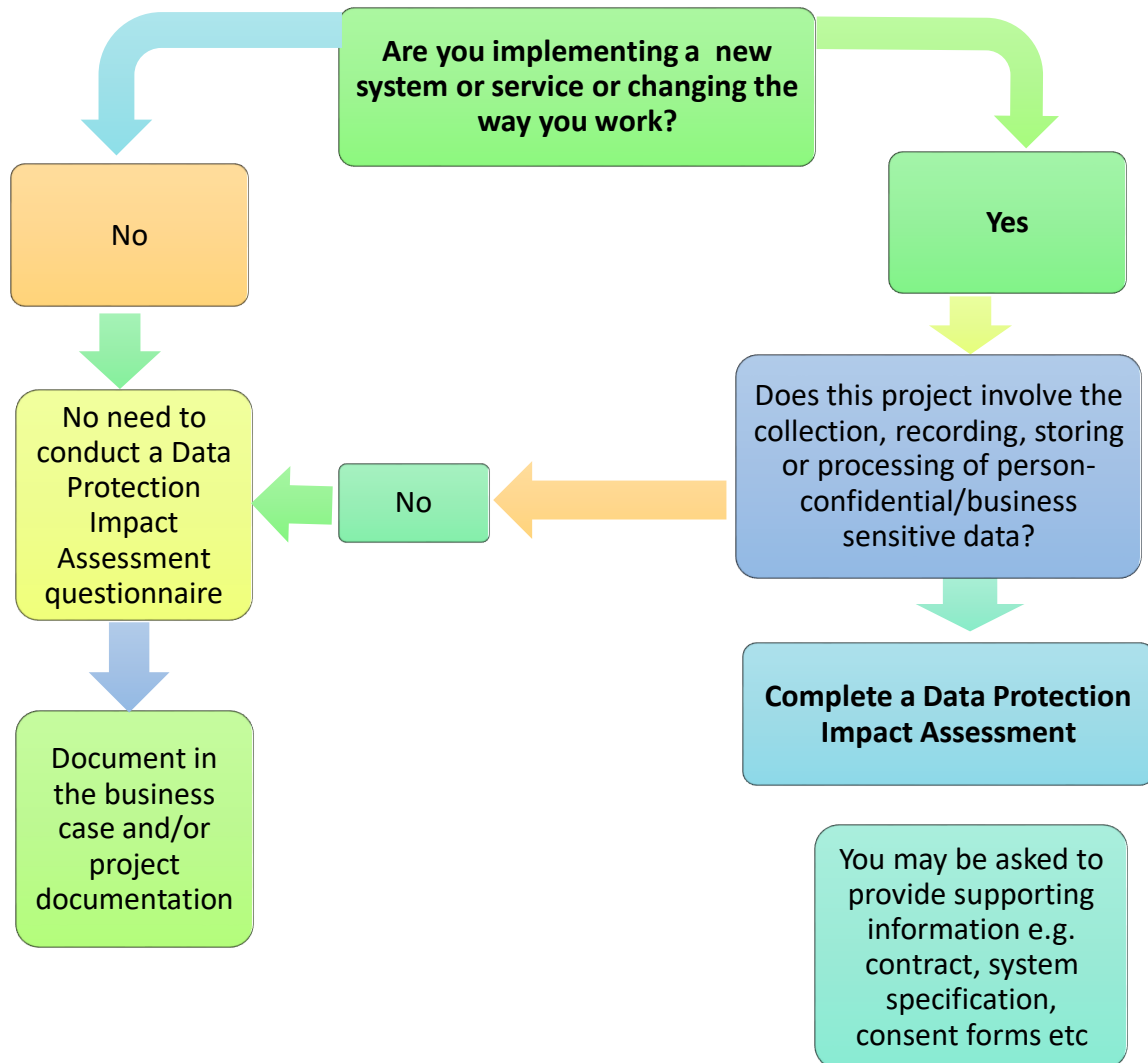 Are you implementing a new
system or service or changing the
way you work?
No
Yes
No need to
conduct a Data
Protection
Impact
Assessment
questionnaire
No
Does this project involve the
collection, recording, storing
or processing of person-
confidential/business
sensitive data?
Complete a Data Protection
Impact Assessment
Document in
the business
case and/or
project
documentation
You may be asked to
provide supporting
information e.g.
contract, system
specification,
consent forms etc